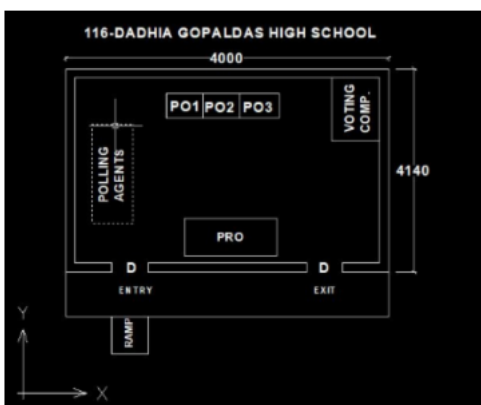 116-DADHIA GOPALDAS HIGH SCHOOL
4000
PO1 PO2 PO3
VOTING
COMP.
POLLING
AGENTS
4140
PRO
D
D
ENTRY
EXIT
RAMP
Y
X